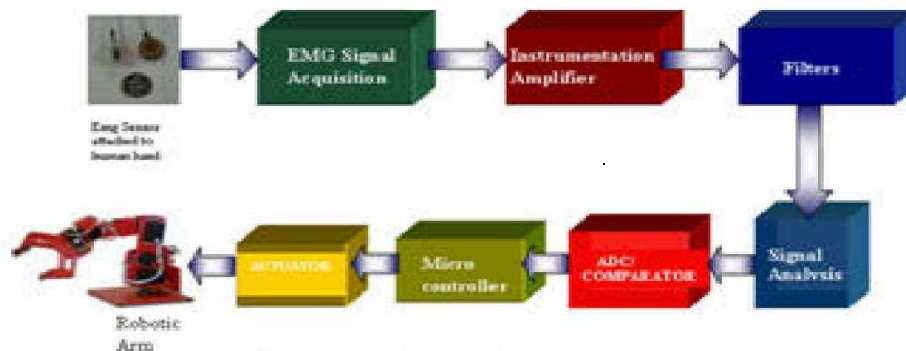 EMG Signal
Acquisition
Instrumentation
Amplifier
Filters
Emg Sensor
attached to
human hand
Signal
Analysis
ADC/
COMPARATOR
Micro
controller
ACTUATOR
Robotic
Arm